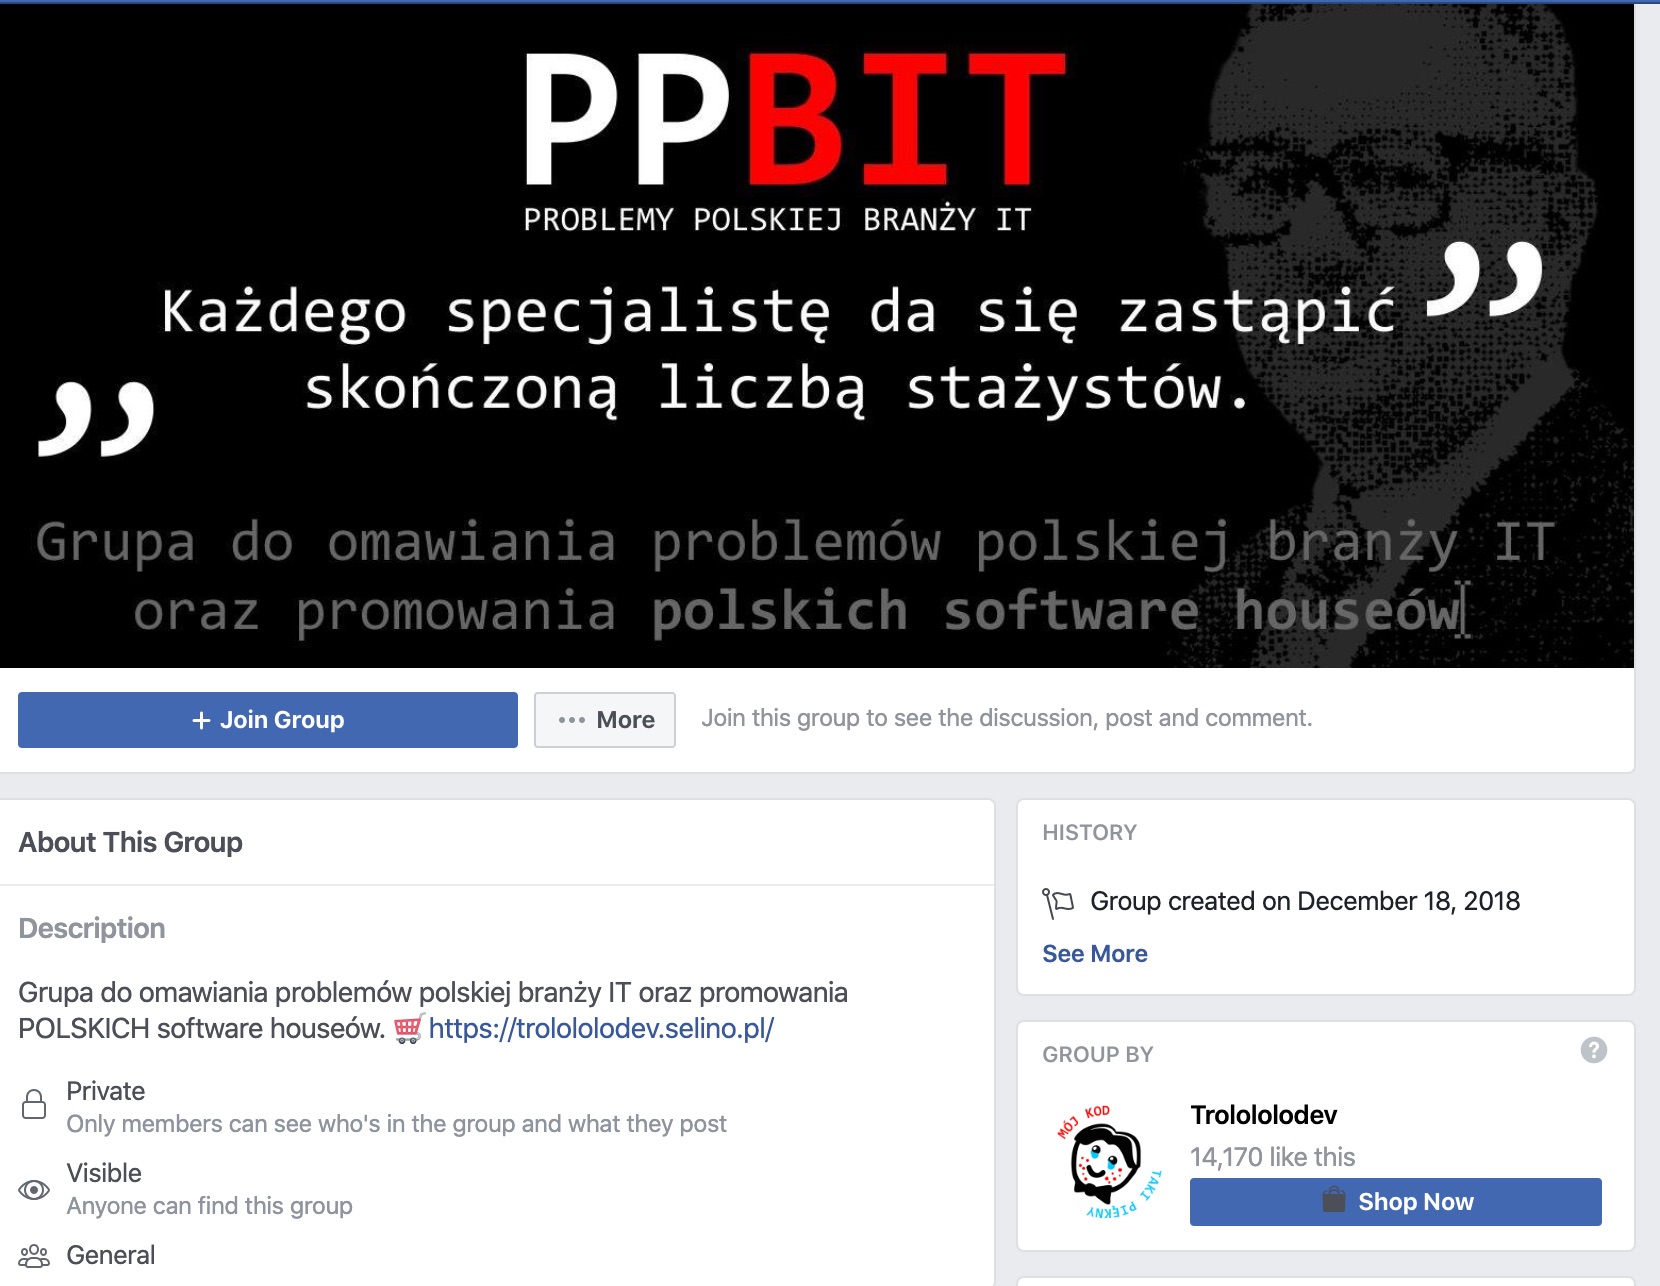 PPBIT
PROBLEMY POLSKIEJ BRANŻY IT
Każdego specjalistę da się zastąpić ”
„ skończoną liczbą stażystów.
Grupa do omawiania problemów polskiej branży IT
oraz promowania polskich software houseów
+ Join Group
••• More
Join this group to see the discussion, post and comment.
About This Group
Description
Grupa do omawiania problemów polskiej branży IT oraz promowania
POLSKICH software houseów. 🛒 https://trolololodev.selino.pl/
Private
Only members can see who's in the group and what they post
Visible
Anyone can find this group
General
HISTORY
Group created on December 18, 2018
See More
GROUP BY
?
MÓJ KOD
TAKI PIĘKNY
Trolololodev
14,170 like this
Shop Now